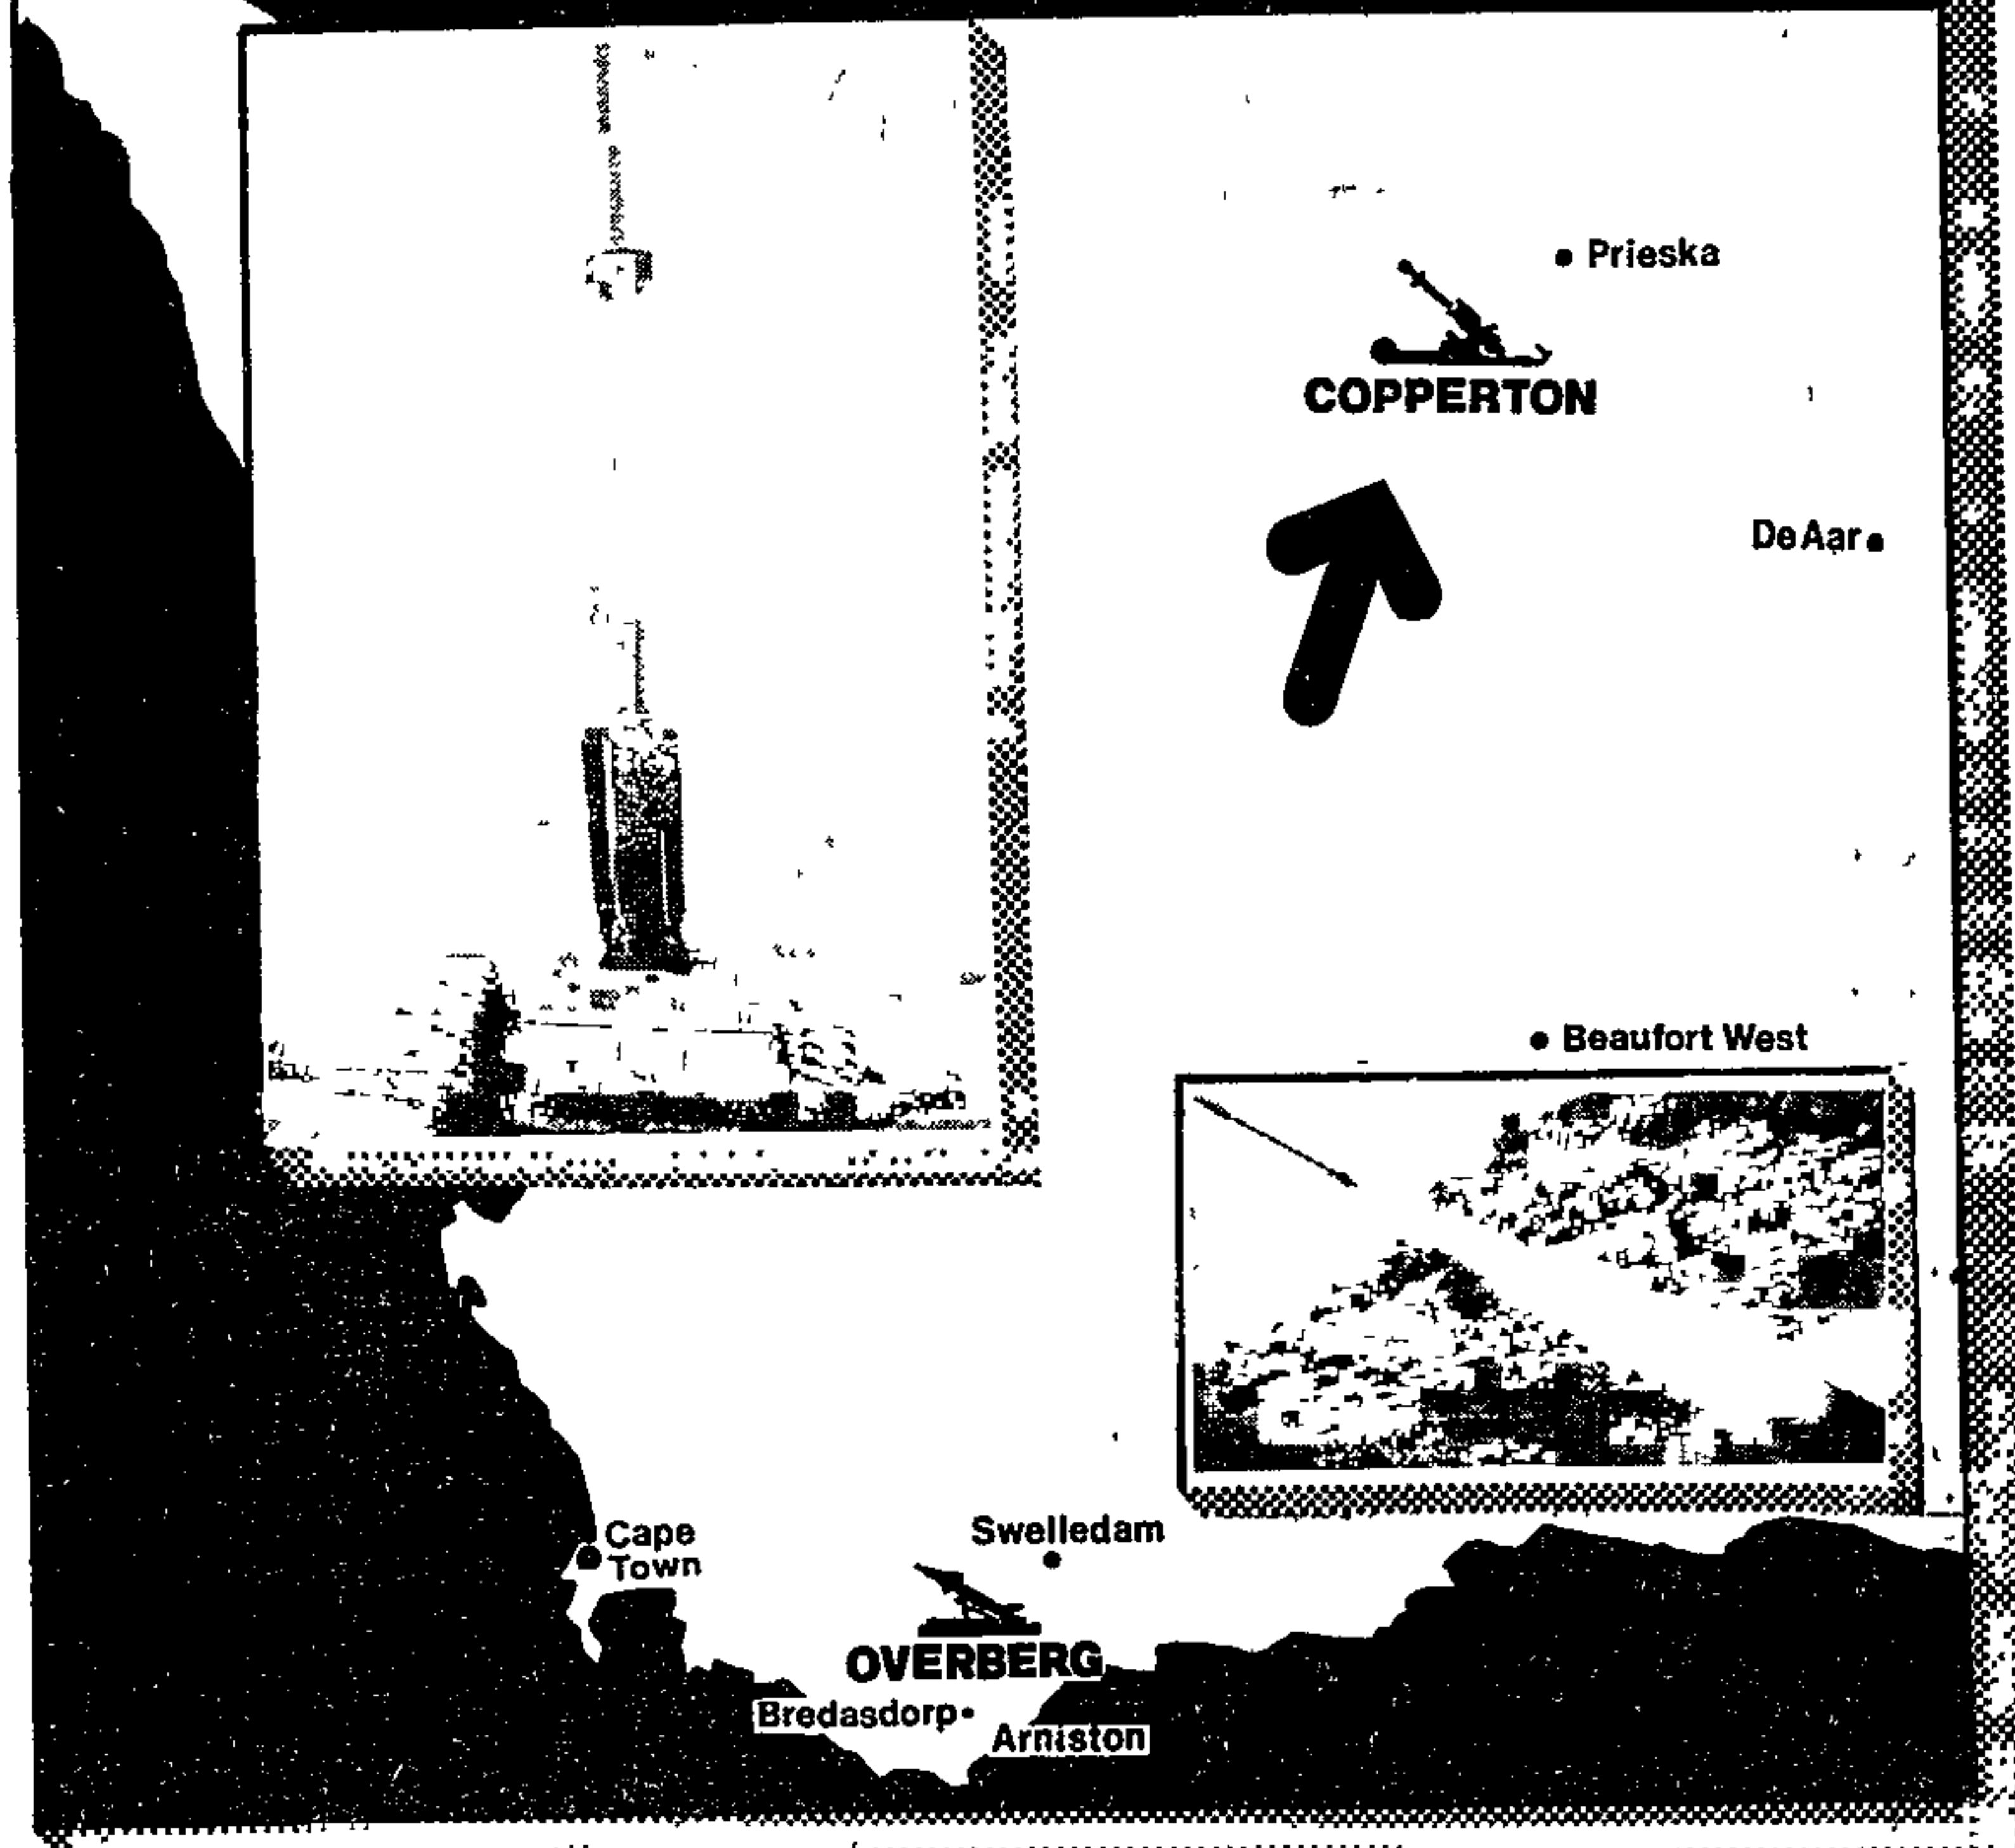 Prieska
COPPERTON
De Aar
Beaufort West
Cape
Town
Swelledam
OVERBERG
Bredasdorp
Arniston